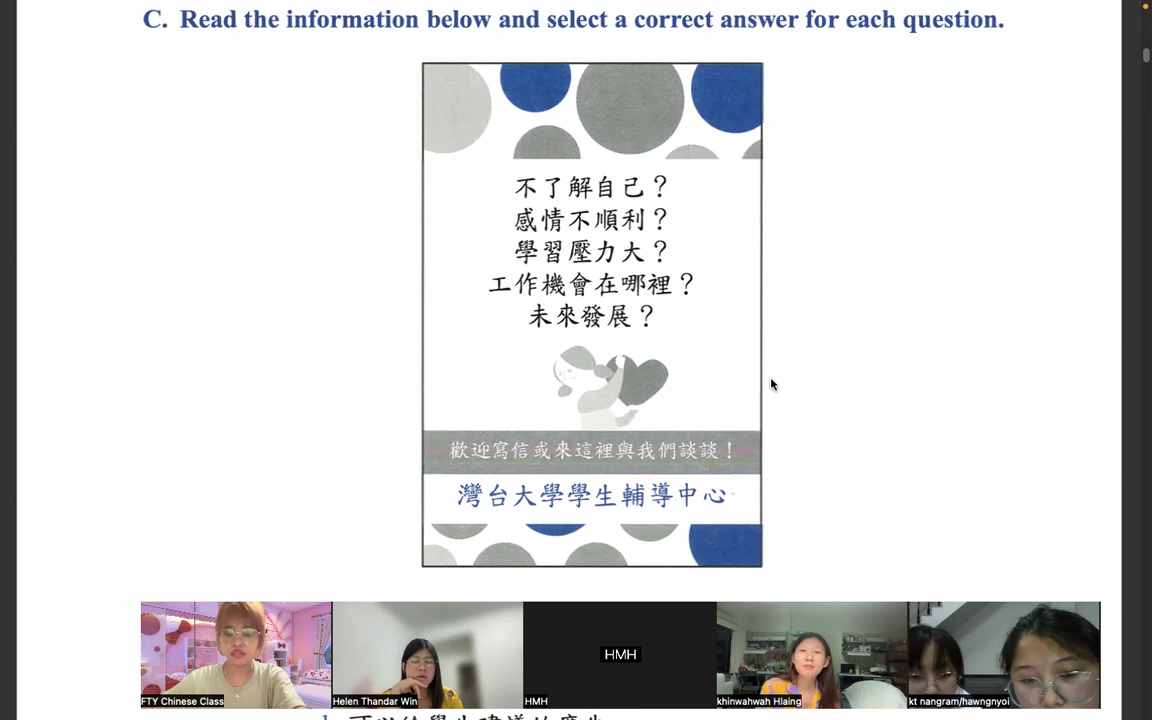 C. Read the information below and select a correct answer for each question.
不了解自己？
感情不順利？
學習壓力大？
工作機會在哪裡？
未來發展？
歡迎寫信或來這裡與我們談談！
灣台大學學生輔導中心
HMH
FTY Chinese Class
Helen Thandar Win
HMH
khinwahwah Hlaing
kt nangram/hawngnyoi